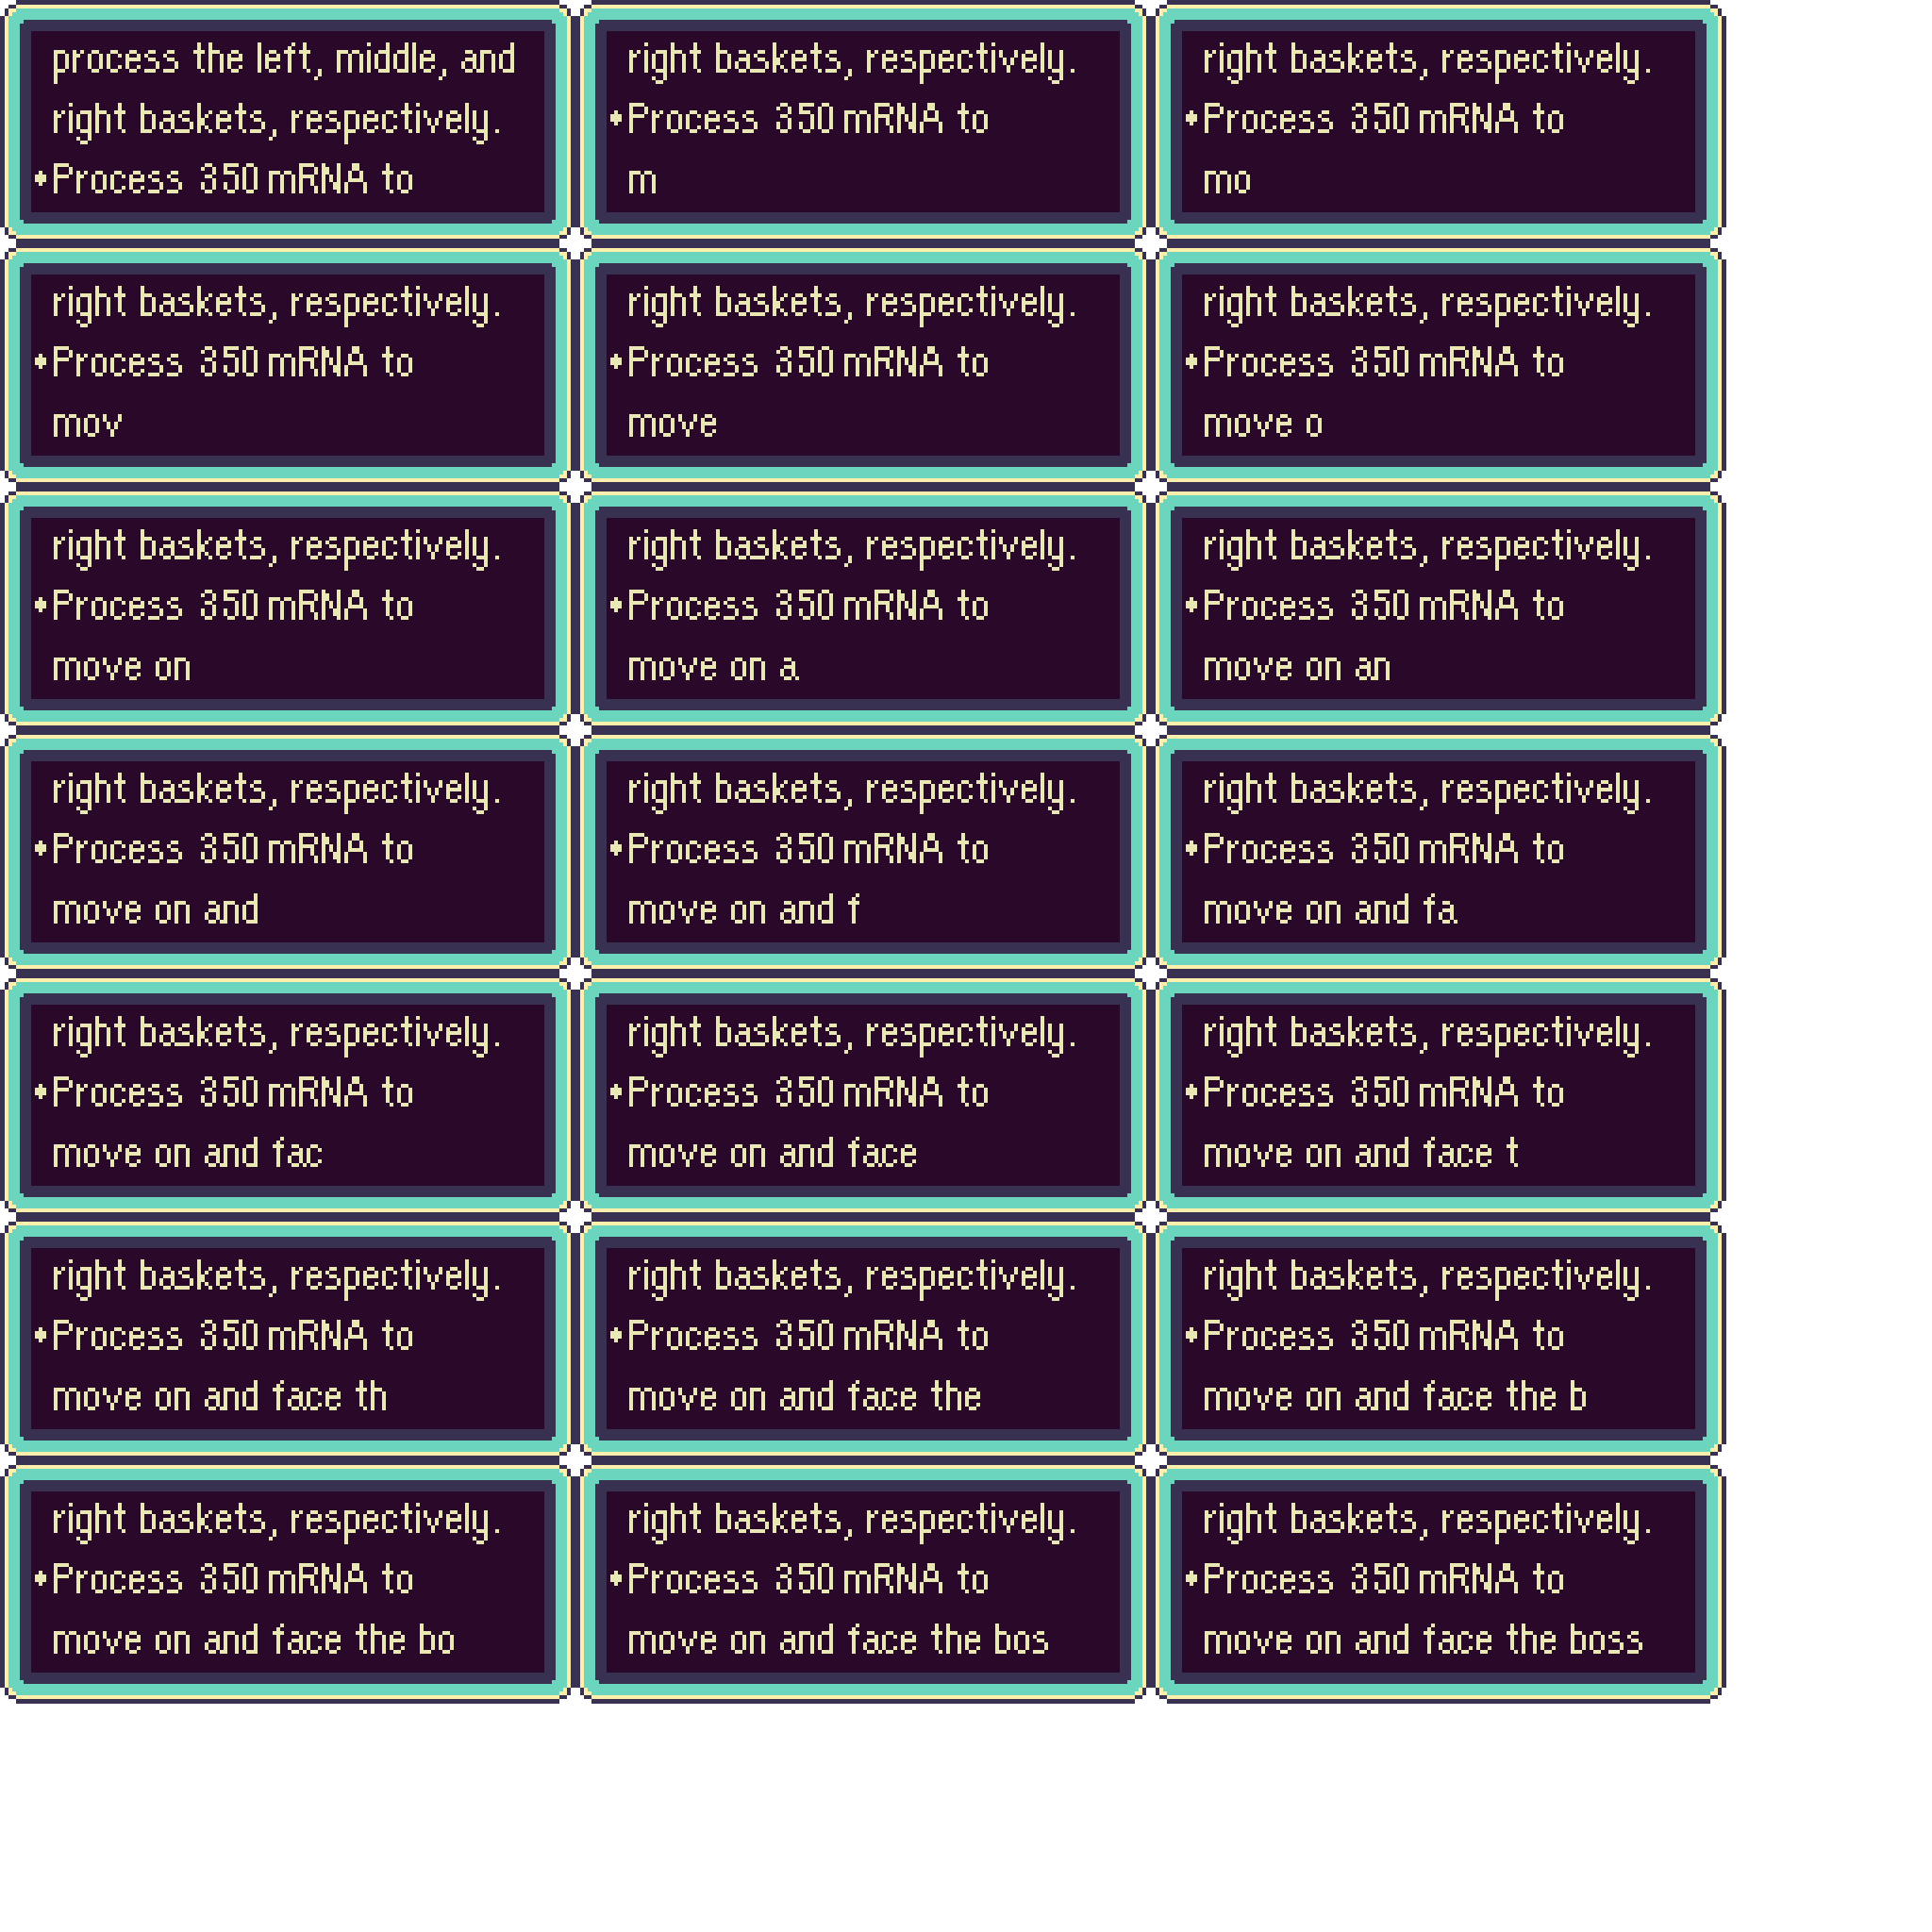 process the left, middle, and
right baskets, respectively.
•Process 350 mRNA to
right baskets, respectively.
•Process 350 mRNA to
m
right baskets, respectively.
•Process 350 mRNA to
mo
right baskets, respectively.
•Process 350 mRNA to
mov
right baskets, respectively.
•Process 350 mRNA to
move
right baskets, respectively.
•Process 350 mRNA to
move o
right baskets, respectively.
•Process 350 mRNA to
move on
right baskets, respectively.
•Process 350 mRNA to
move on a
right baskets, respectively.
•Process 350 mRNA to
move on an
right baskets, respectively.
•Process 350 mRNA to
move on and
right baskets, respectively.
•Process 350 mRNA to
move on and f
right baskets, respectively.
•Process 350 mRNA to
move on and fa
right baskets, respectively.
•Process 350 mRNA to
move on and fac
right baskets, respectively.
•Process 350 mRNA to
move on and face
right baskets, respectively.
•Process 350 mRNA to
move on and face t
right baskets, respectively.
•Process 350 mRNA to
move on and face th
right baskets, respectively.
•Process 350 mRNA to
move on and face the
right baskets, respectively.
•Process 350 mRNA to
move on and face the b
right baskets, respectively.
•Process 350 mRNA to
move on and face the bo
right baskets, respectively.
•Process 350 mRNA to
move on and face the bos
right baskets, respectively.
•Process 350 mRNA to
move on and face the boss